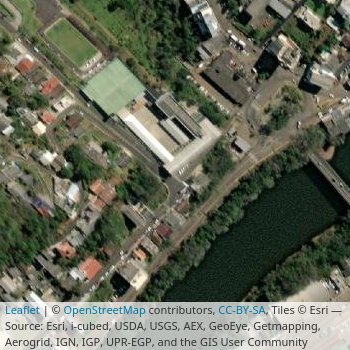 Leaflet | © OpenStreetMap contributors, CC-BY-SA, Tiles © Esri —
Source: Esri, i-cubed, USDA, USGS, AEX, GeoEye, Getmapping,
Aerogrid, IGN, IGP, UPR-EGP, and the GIS User Community